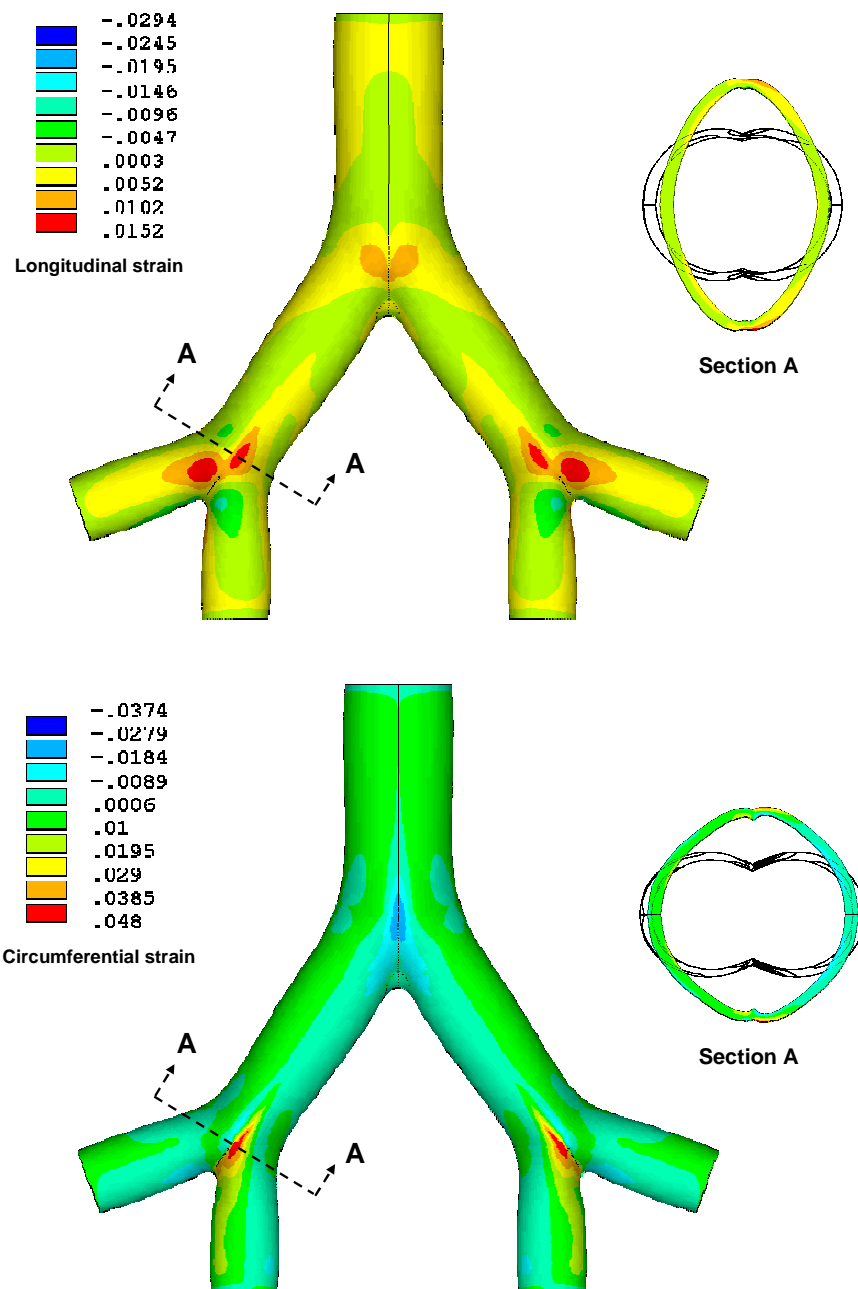 -.0294
-.0245
-.0195
-.0146
-.0096
-.0047
.0003
.0052
.0102
.0152
Longitudinal strain
Section A
A
A
-.0374
-.0279
-.0184
-.0089
.0006
.01
.0195
.029
.0385
.048
Circumferential strain
Section A
A
A